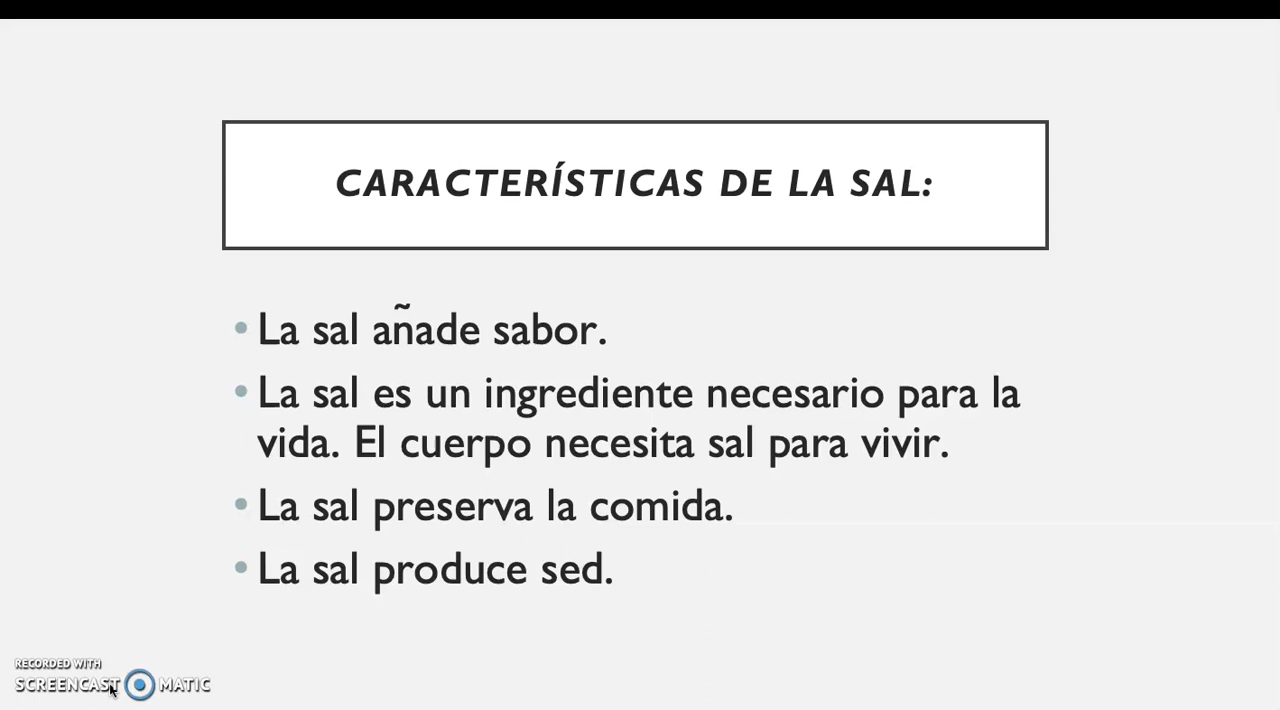 CARACTERÍSTICAS DE LA SAL:
• La sal añade sabor.
• La sal es un ingrediente necesario para la
vida. El cuerpo necesita sal para vivir.
• La sal preserva la comida.
• La sal produce sed.
RECORDED WITH
SCREENCAST MATIC